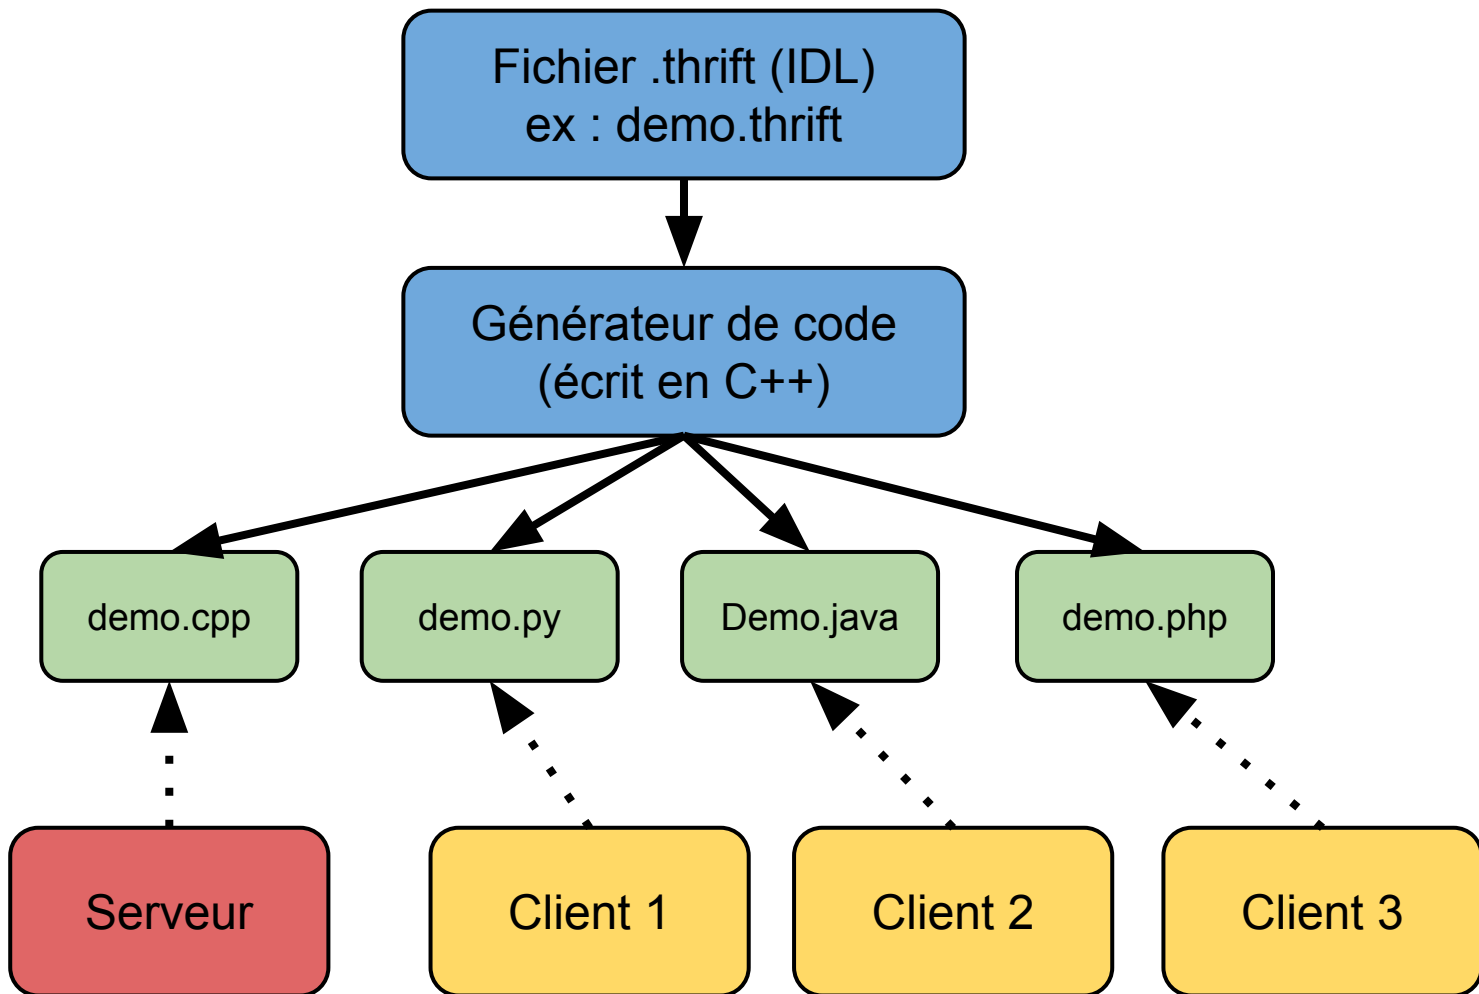 Fichier .thrift (IDL)
ex : demo.thrift
Générateur de code
(écrit en C++)
demo.cpp
demo.py
Demo.java
demo.php
Serveur
Client 1
Client 2
Client 3